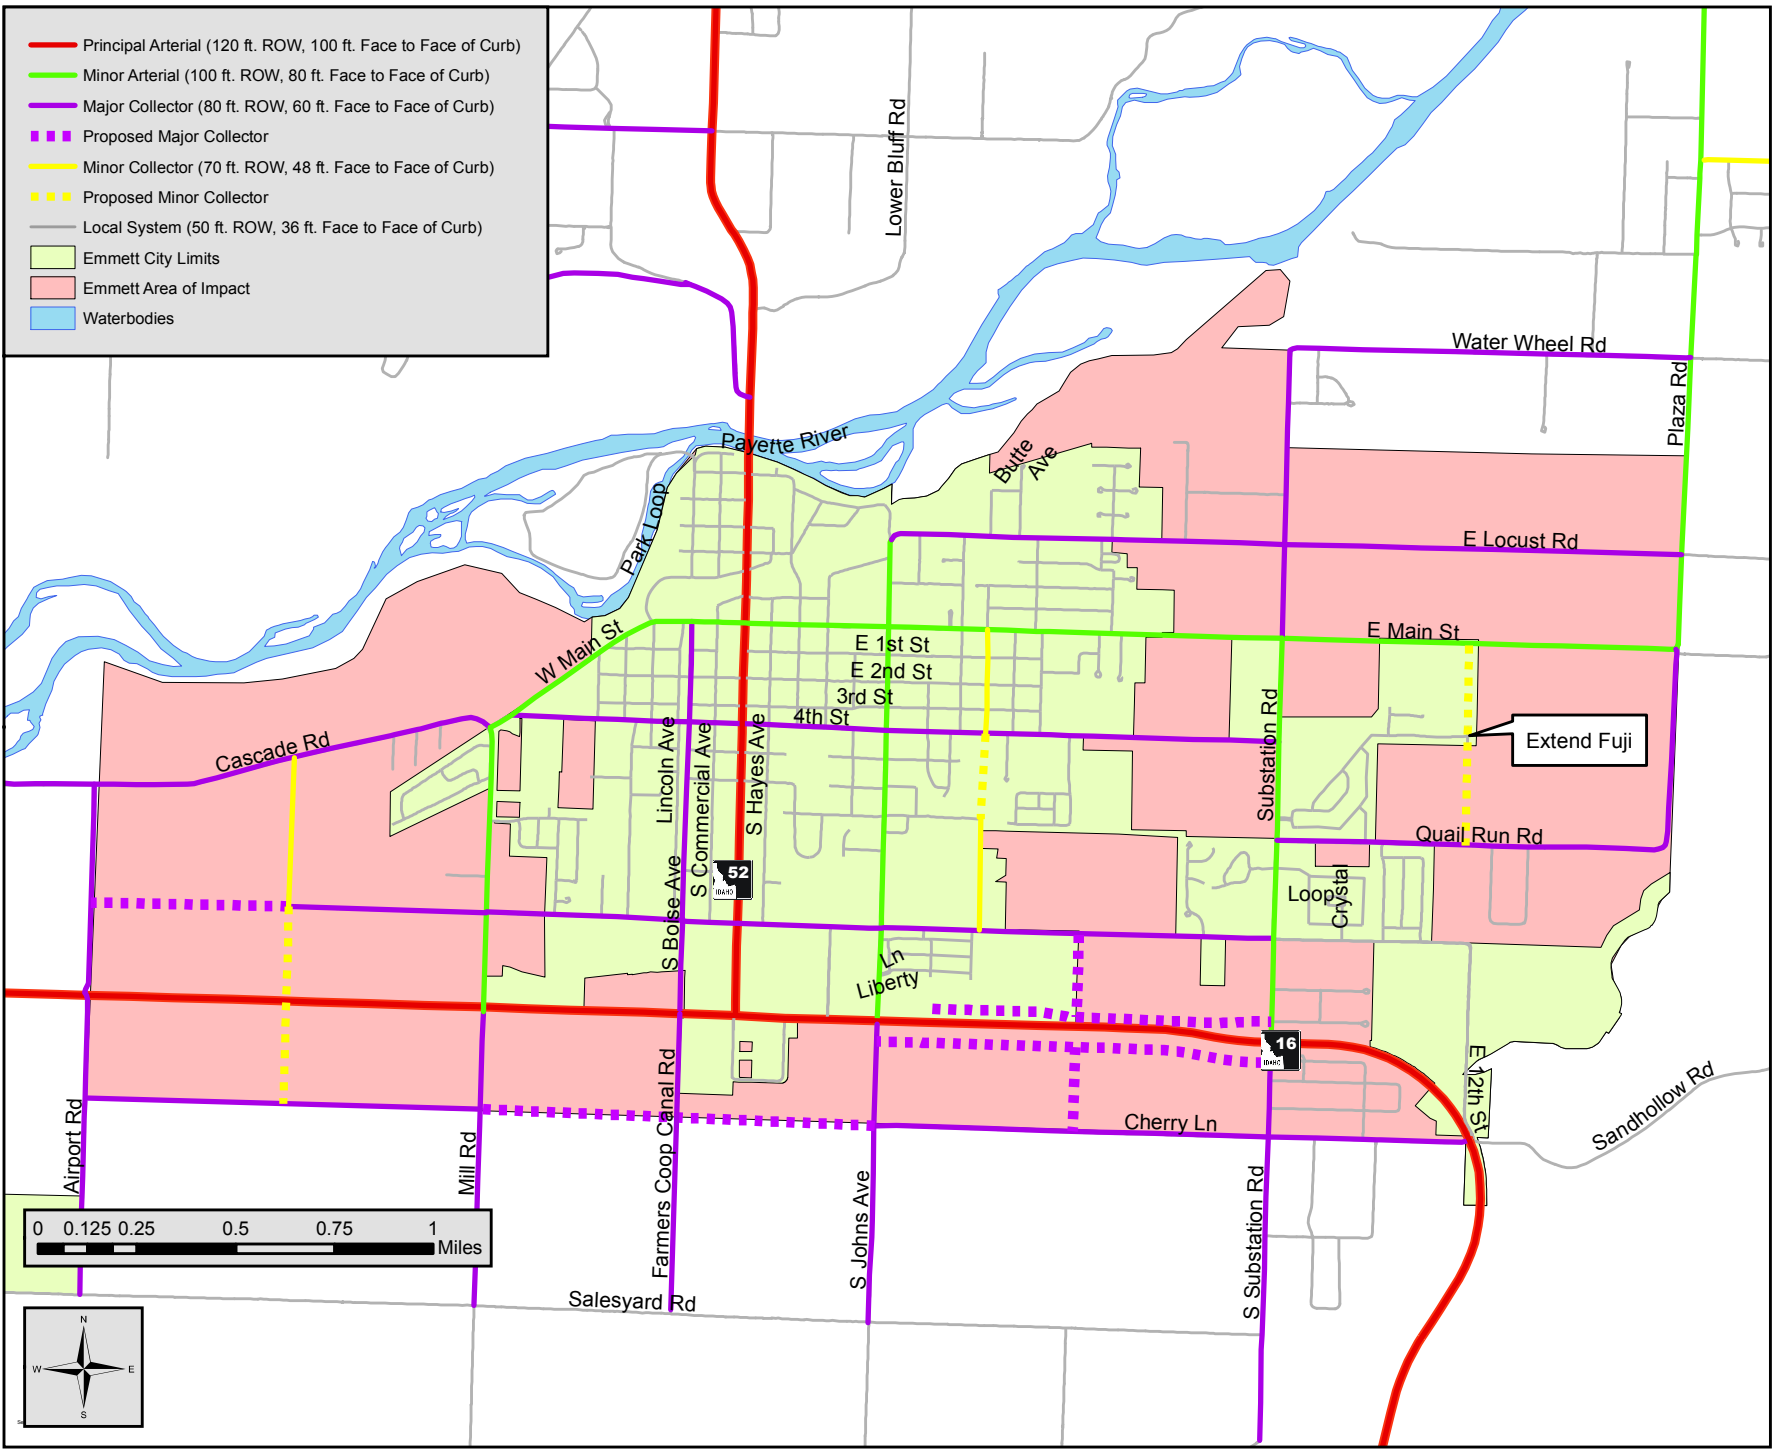 Principal Arterial (120 ft. ROW, 100 ft. Face to Face of Curb)
Minor Arterial (100 ft. ROW, 80 ft. Face to Face of Curb)
Major Collector (80 ft. ROW, 60 ft. Face to Face of Curb)
Proposed Major Collector
Minor Collector (70 ft. ROW, 48 ft. Face to Face of Curb)
Proposed Minor Collector
Local System (50 ft. ROW, 36 ft. Face to Face of Curb)
Emmett City Limits
Emmett Area of Impact
Waterbodies
Lower Bluff Rd
Water Wheel Rd
Plaza Rd
Payette River
Butte
Ave
Park Loop
E Locust Rd
W Main St
E Main St
E 1st St
E 2nd St
3rd St
4th St
Cascade Rd
Lincoln Ave
S Commercial Ave
S Hayes Ave
Substation Rd
Extend Fuji
Quail Run Rd
52
IDAHO
S Boise Ave
Loop
Crystal
Ln
Liberty
16
IDAHO
E 12th St
Sandhollow Rd
Airport Rd
Mill Rd
Farmers Coop Canal Rd
S Johns Ave
Cherry Ln
S Substation Rd
0 0.125 0.25 0.5 0.75 1
Miles
Salesyard Rd
N
W E
S